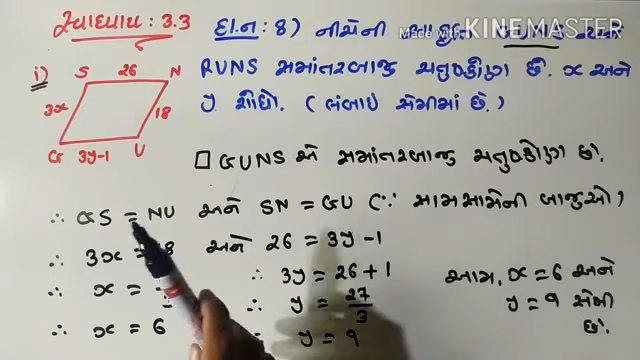 સ્વાધ્યાય : 3.3
દા.નં : 8) નીચેની
Made with KINEMASTER
i)
S 26 N
3x
18
G 3y-1 U
RUNS સમાંતરબાજુ ચતુષ્કોણ છે. x અને
y શોધો. (લંબાઈ સેમીમાં છે.)
□ GUNS એ સમાંતરબાજુ ચતુષ્કોણ છે.
∴ GS = NU અને SN = GU (∵ સામસામેની બાજુઓ)
∴ 3x = 18 અને 26 = 3y - 1
∴ x =
∴ 3y = 26 + 1
∴ x = 6
∴ y = 27/3
y = 9
આમ, x = 6 અને
y = 9 સેમી
છે.